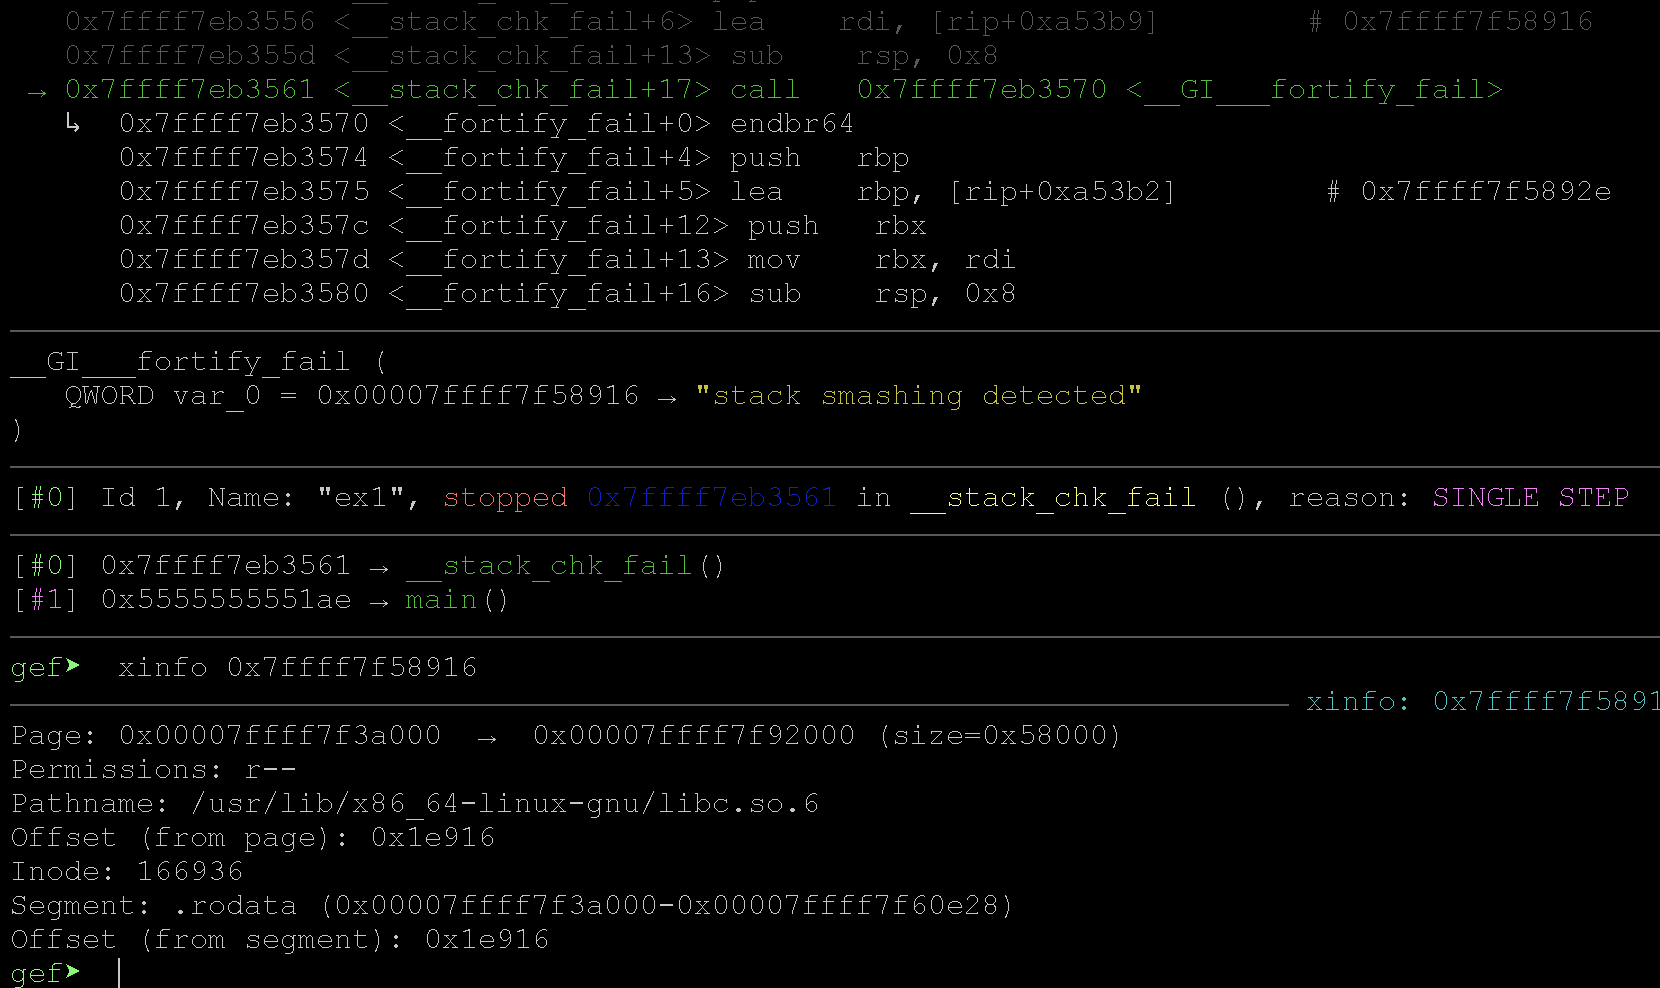 0x7ffff7eb3556 <__stack_chk_fail+6> lea    rdi, [rip+0xa53b9]        # 0x7ffff7f58916
0x7ffff7eb355d <__stack_chk_fail+13> sub    rsp, 0x8
→ 0x7ffff7eb3561 <__stack_chk_fail+17> call   0x7ffff7eb3570 <__GI___fortify_fail>
↳  0x7ffff7eb3570 <__fortify_fail+0> endbr64
0x7ffff7eb3574 <__fortify_fail+4> push   rbp
0x7ffff7eb3575 <__fortify_fail+5> lea    rbp, [rip+0xa53b2]        # 0x7ffff7f5892e
0x7ffff7eb357c <__fortify_fail+12> push   rbx
0x7ffff7eb357d <__fortify_fail+13> mov    rbx, rdi
0x7ffff7eb3580 <__fortify_fail+16> sub    rsp, 0x8
__GI___fortify_fail (
QWORD var_0 = 0x00007ffff7f58916 → "stack smashing detected"
)
[#0] Id 1, Name: "ex1", stopped 0x7ffff7eb3561 in __stack_chk_fail (), reason: SINGLE STEP
[#0] 0x7ffff7eb3561 → __stack_chk_fail()
[#1] 0x5555555551ae → main()
gef➤  xinfo 0x7ffff7f58916
xinfo: 0x7ffff7f5891
Page: 0x00007ffff7f3a000  →  0x00007ffff7f92000 (size=0x58000)
Permissions: r--
Pathname: /usr/lib/x86_64-linux-gnu/libc.so.6
Offset (from page): 0x1e916
Inode: 166936
Segment: .rodata (0x00007ffff7f3a000-0x00007ffff7f60e28)
Offset (from segment): 0x1e916
gef➤